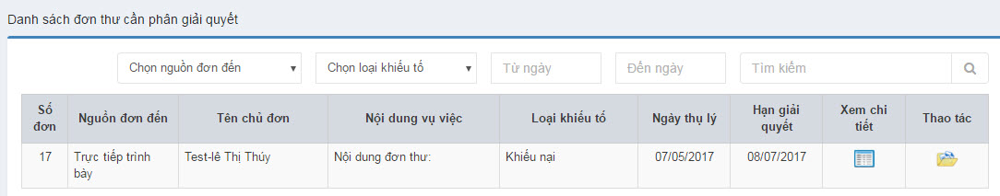 Danh sách đơn thư cần phân giải quyết
Chọn nguồn đơn đến Chọn loại khiếu tố Từ ngày Đến ngày Tìm kiếm
Số đơn Nguồn đơn đến Tên chủ đơn Nội dung vụ việc Loại khiếu tố Ngày thụ lý Hạn giải quyết Xem chi tiết Thao tác
17 Trực tiếp trình bày Test-lê Thị Thúy Nội dung đơn thư: Khiếu nại 07/05/2017 08/07/2017